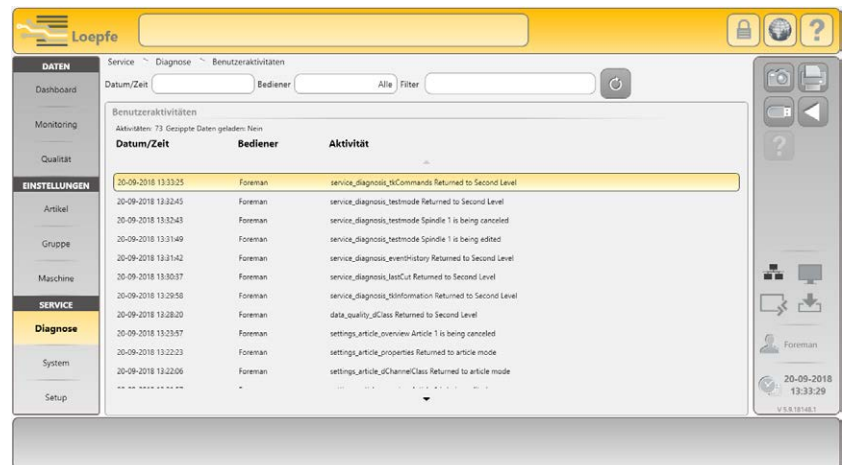 Loepfe
?
DATEN
Dashboard
Monitoring
Qualität
EINSTELLUNGEN
Artikel
Gruppe
Maschine
SERVICE
Diagnose
System
Setup
Service Diagnose Benutzeraktivitäten
Datum/Zeit Bediener Alle Filter
Benutzeraktivitäten
Aktivitäten: 73 Gezippte Daten geladen: Nein
Datum/Zeit Bediener Aktivität
20-09-2018 13:33:25 Foreman service_diagnosis_tkCommands Returned to Second Level
20-09-2018 13:32:45 Foreman service_diagnosis_testmode Returned to Second Level
20-09-2018 13:32:43 Foreman service_diagnosis_testmode Spindle 1 is being canceled
20-09-2018 13:31:49 Foreman service_diagnosis_testmode Spindle 1 is being edited
20-09-2018 13:31:42 Foreman service_diagnosis_eventHistory Returned to Second Level
20-09-2018 13:30:37 Foreman service_diagnosis_lastCut Returned to Second Level
20-09-2018 13:29:58 Foreman service_diagnosis_tkInformation Returned to Second Level
20-09-2018 13:28:20 Foreman data_quality_dClass Returned to Second Level
20-09-2018 13:23:57 Foreman settings_article_overview Article 1 is being canceled
20-09-2018 13:22:23 Foreman settings_article_properties Returned to article mode
20-09-2018 13:22:06 Foreman settings_article_dChannelClass Returned to article mode
?
Foreman
20-09-2018
13:33:29
V 5.8.18148.1